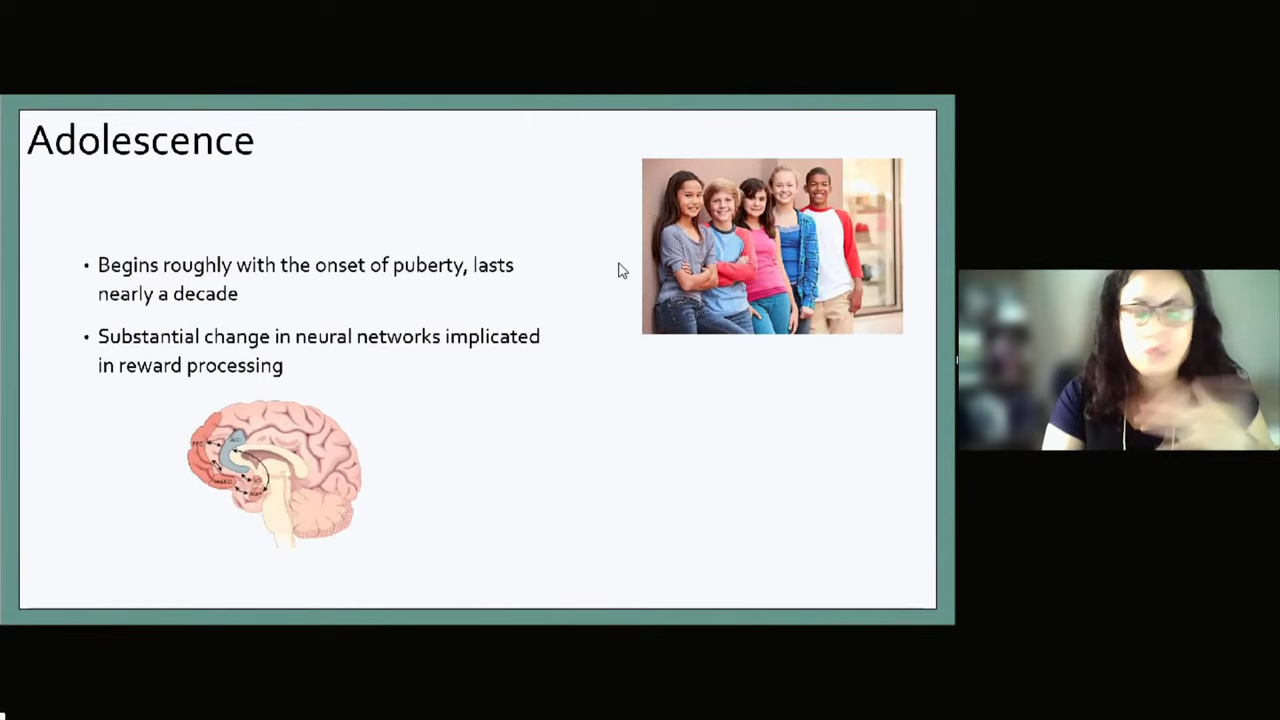 Adolescence
• Begins roughly with the onset of puberty, lasts
nearly a decade
• Substantial change in neural networks implicated
in reward processing